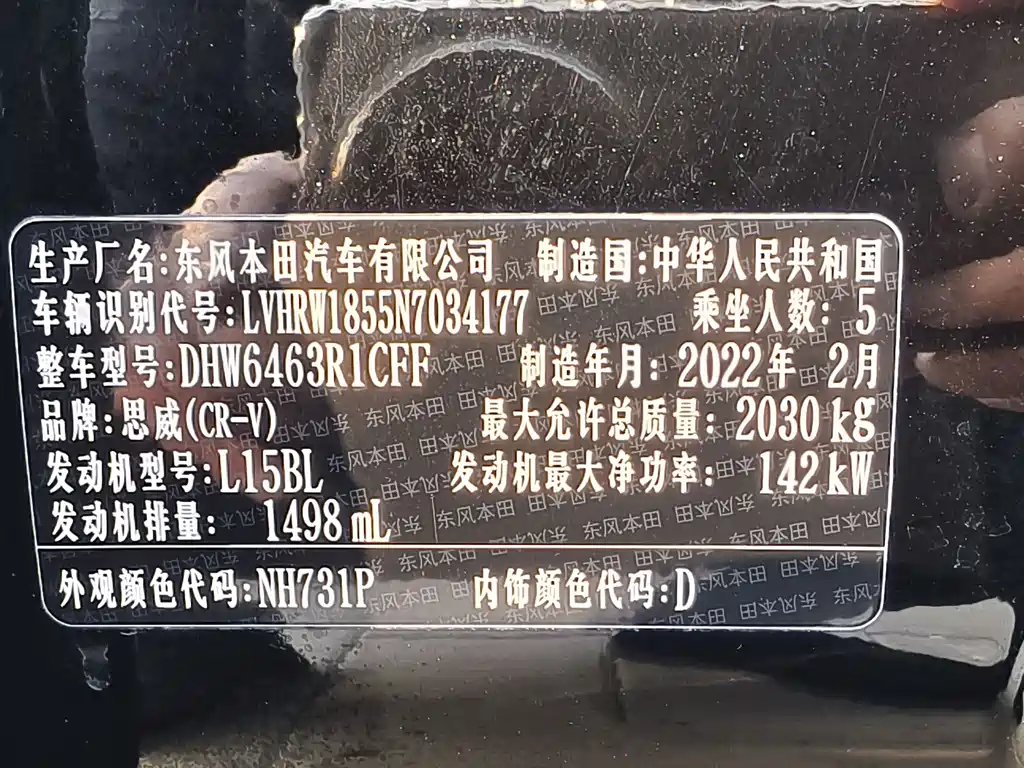 生产厂名:东风本田汽车有限公司 制造国:中华人民共和国
车辆识别代号:LVHRW1855N7034177 乘坐人数: 5
整车型号:DHW6463R1CFF 制造年月: 2022年 2月
品牌:思威(CR-V) 最大允许总质量: 2030 kg
发动机型号:L15BL 发动机最大净功率: 142 kW
发动机排量: 1498 mL
外观颜色代码:NH731P 内饰颜色代码:D